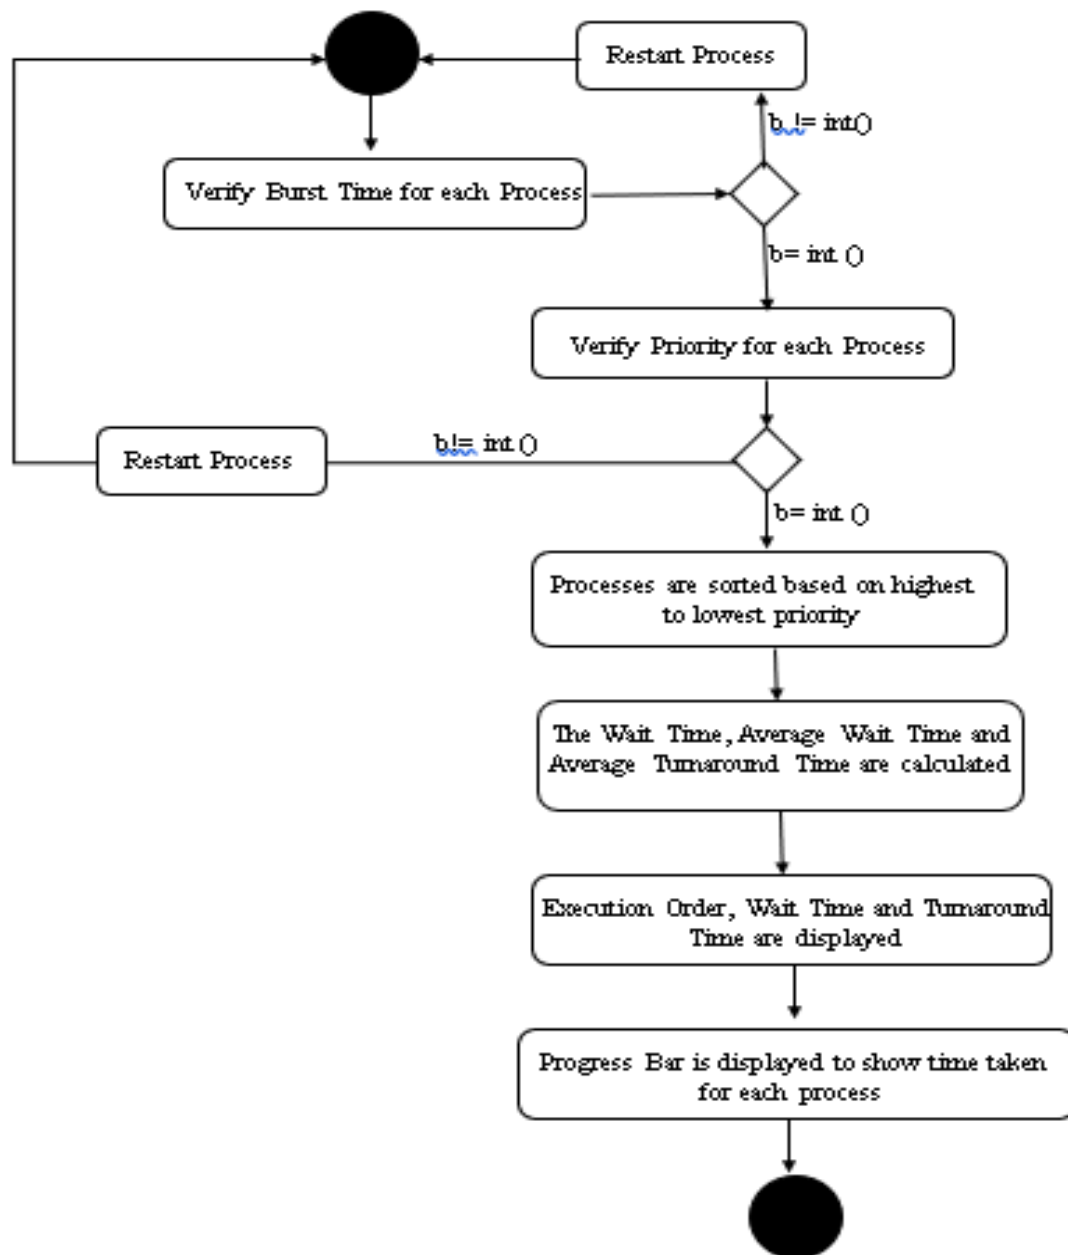 Restart Process
b != int()
Verify Burst Time for each Process
b= int ()
Verify Priority for each Process
b!= int ()
Restart Process
b= int ()
Processes are sorted based on highest
to lowest priority
The Wait Time, Average Wait Time and
Average Turnaround Time are calculated
Execution Order, Wait Time and Turnaround
Time are displayed
Progress Bar is displayed to show time taken
for each process